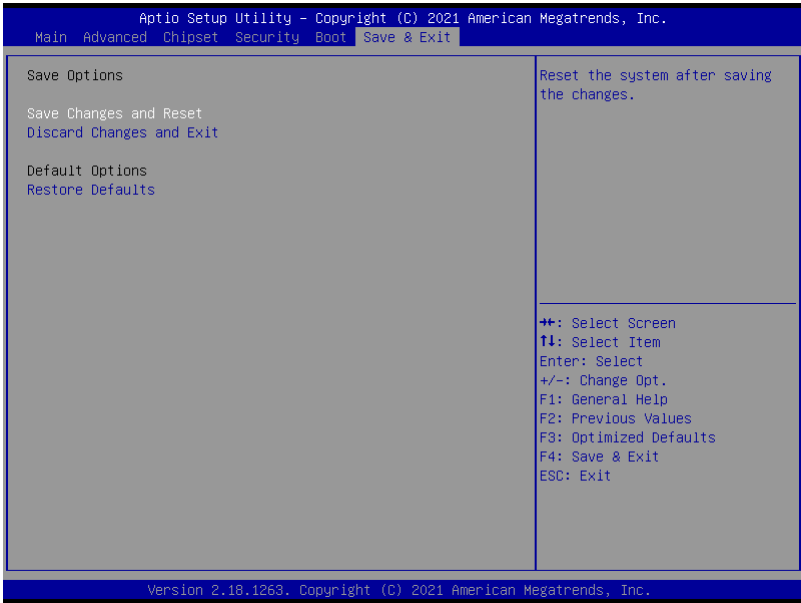 Aptio Setup Utility – Copyright (C) 2021 American Megatrends, Inc.
Main Advanced Chipset Security Boot Save & Exit
Save Options
Save Changes and Reset
Discard Changes and Exit
Default Options
Restore Defaults
Reset the system after saving
the changes.
→←: Select Screen
↑↓: Select Item
Enter: Select
+/-: Change Opt.
F1: General Help
F2: Previous Values
F3: Optimized Defaults
F4: Save & Exit
ESC: Exit
Version 2.18.1263. Copyright (C) 2021 American Megatrends, Inc.